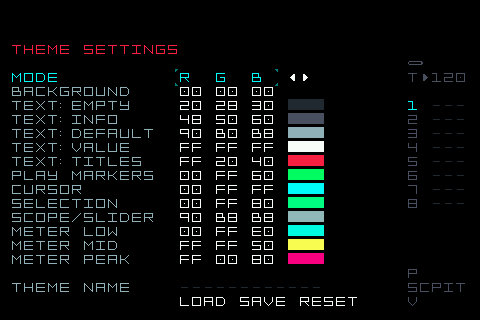 THEME SETTINGS
T▶120
MODE R G B ◀ ▶
BACKGROUND 00 00 00
TEXT: EMPTY 20 28 30 1 ---
TEXT: INFO 48 50 60 2 ---
TEXT: DEFAULT 90 B0 B8 3 ---
TEXT: VALUE FF FF FF 4 ---
TEXT: TITLES FF 20 40 5 ---
PLAY MARKERS 00 FF 60 6 ---
CURSOR 00 FF FF 7 ---
SELECTION 00 FF 80 8 ---
SCOPE/SLIDER 90 B8 B8
METER LOW 00 FF E0
METER MID FF FF 50
METER PEAK FF 00 80
P
THEME NAME ------------ SCPIT
LOAD SAVE RESET V